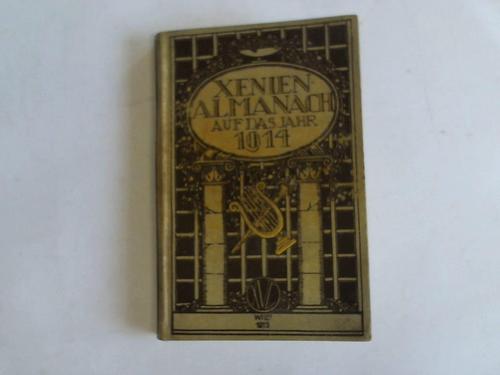 XENIEN
ALMANACH
AUF DAS JAHR
1914